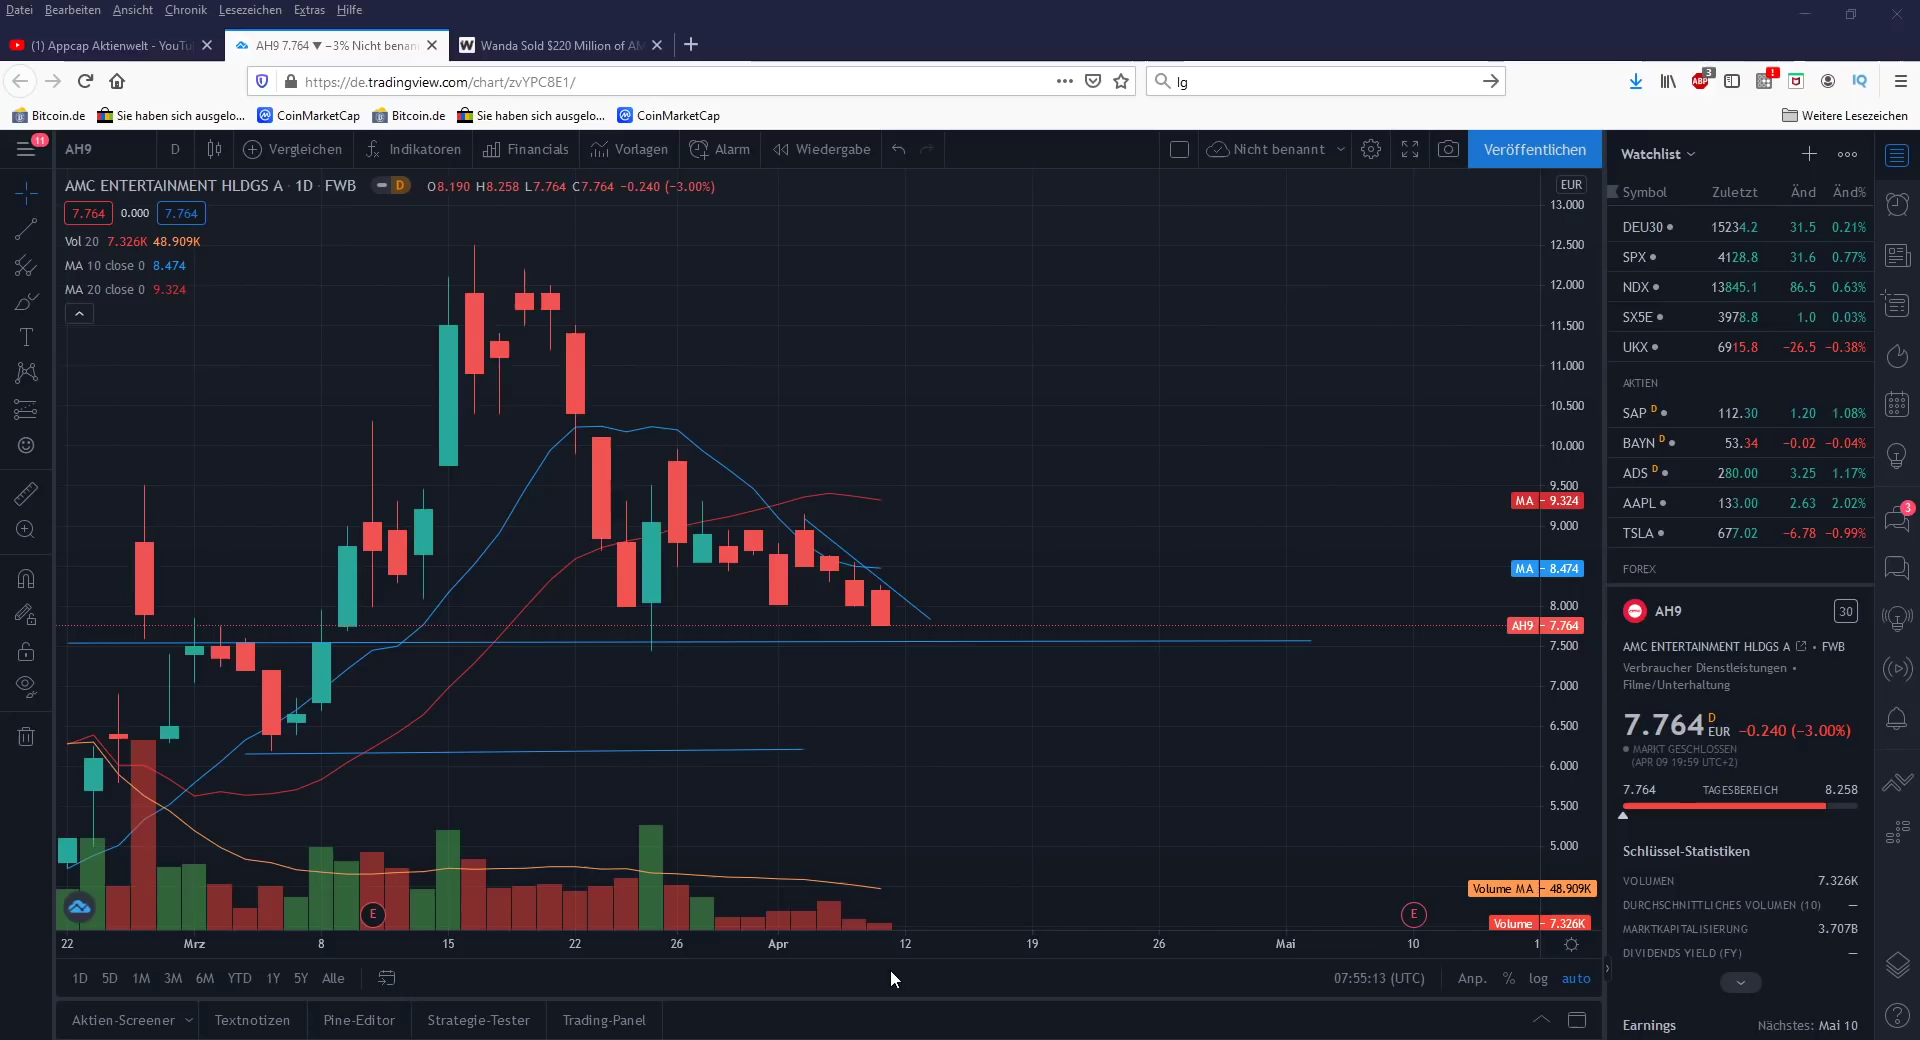 Datei Bearbeiten Ansicht Chronik Lesezeichen Extras Hilfe
(1) Appcap Aktienwelt - YouTu
AH9 7.764 ▼ −3% Nicht benan
W Wanda Sold $220 Million of AM
https://de.tradingview.com/chart/zvYPC8E1/
lg
ABP 3
!
IQ
Bitcoin.de Sie haben sich ausgelo... CoinMarketCap Bitcoin.de Sie haben sich ausgelo... CoinMarketCap Weitere Lesezeichen
11
AH9 D Vergleichen Indikatoren Financials Vorlagen Alarm Wiedergabe Nicht benannt Veröffentlichen
AMC ENTERTAINMENT HLDGS A · 1D · FWB D O8.190 H8.258 L7.764 C7.764 −0.240 (−3.00%)
7.764 0.000 7.764
Vol 20 7.326K 48.909K
MA 10 close 0 8.474
MA 20 close 0 9.324
EUR
13.000
12.500
12.000
11.500
11.000
10.500
10.000
9.500
MA 9.324
9.000
MA 8.474
8.000
AH9 7.764
7.500
7.000
6.500
6.000
5.500
5.000
Volume MA 48.909K
Volume 7.326K
E E
22 Mrz 8 15 22 26 Apr 12 19 26 Mai 10 1
1D 5D 1M 3M 6M YTD 1Y 5Y Alle 07:55:13 (UTC) Anp. % log auto
Aktien-Screener Textnotizen Pine-Editor Strategie-Tester Trading-Panel
Watchlist
Symbol Zuletzt Änd Änd%
DEU30 15234.2 31.5 0.21%
SPX 4128.8 31.6 0.77%
NDX 13845.1 86.5 0.63%
SX5E 3978.8 1.0 0.03%
UKX 6915.8 −26.5 −0.38%
AKTIEN
SAP D 112.30 1.20 1.08%
BAYN D 53.34 −0.02 −0.04%
ADS D 280.00 3.25 1.17%
AAPL 133.00 2.63 2.02%
TSLA −6.78 −0.99% 677.02
FOREX
AH9 30
AMC ENTERTAINMENT HLDGS A • FWB
Verbraucher Dienstleistungen •
Filme/Unterhaltung
7.764 D EUR −0.240 (−3.00%)
MARKT GESCHLOSSEN
(APR 09 19:59 UTC+2)
7.764 TAGESBEREICH 8.258
Schlüssel-Statistiken
VOLUMEN 7.326K
DURCHSCHNITTLICHES VOLUMEN (10) —
MARKTKAPITALISIERUNG 3.707B
DIVIDENDS YIELD (FY) —
Earnings Nächstes: Mai 10
3